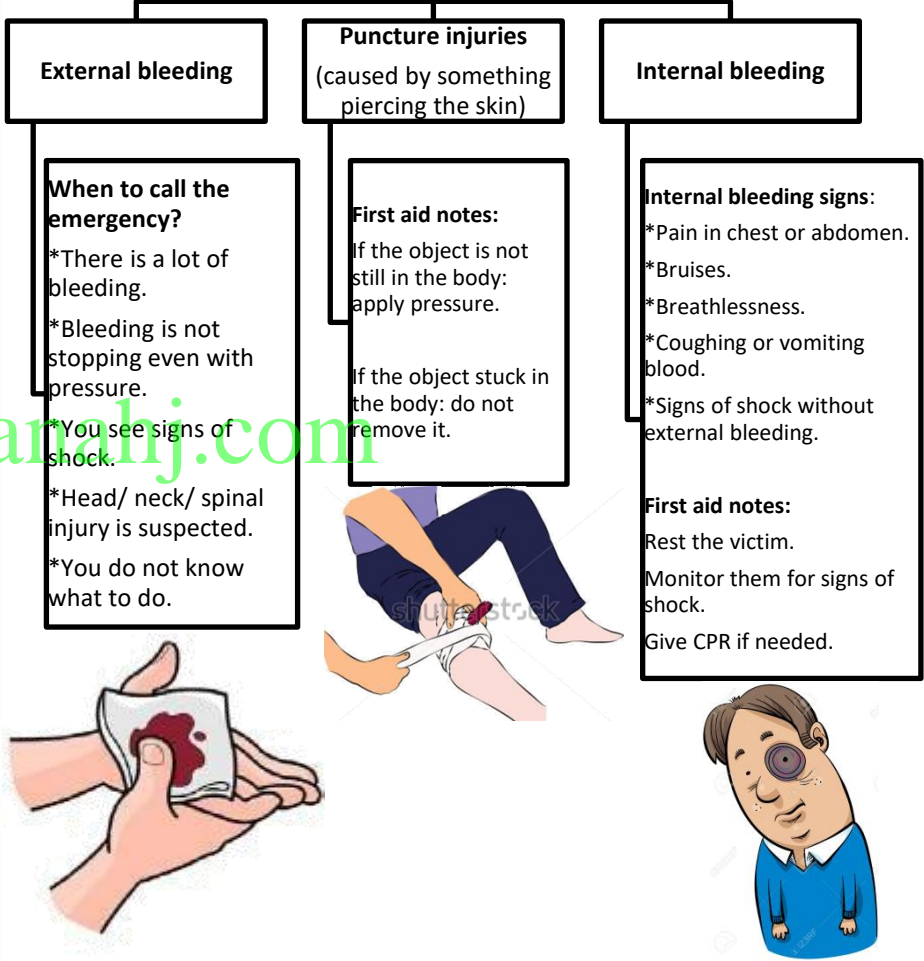 External bleeding
Puncture injuries
(caused by something
piercing the skin)
Internal bleeding
When to call the
emergency?
*There is a lot of
bleeding.
*Bleeding is not
stopping even with
pressure.
*You see signs of
shock.
*Head/ neck/ spinal
injury is suspected.
*You do not know
what to do.
First aid notes:
If the object is not
still in the body:
apply pressure.
If the object stuck in
the body: do not
remove it.
Internal bleeding signs:
*Pain in chest or abdomen.
*Bruises.
*Breathlessness.
*Coughing or vomiting
blood.
*Signs of shock without
external bleeding.
First aid notes:
Rest the victim.
Monitor them for signs of
shock.
Give CPR if needed.
anahj.com
shutterstock